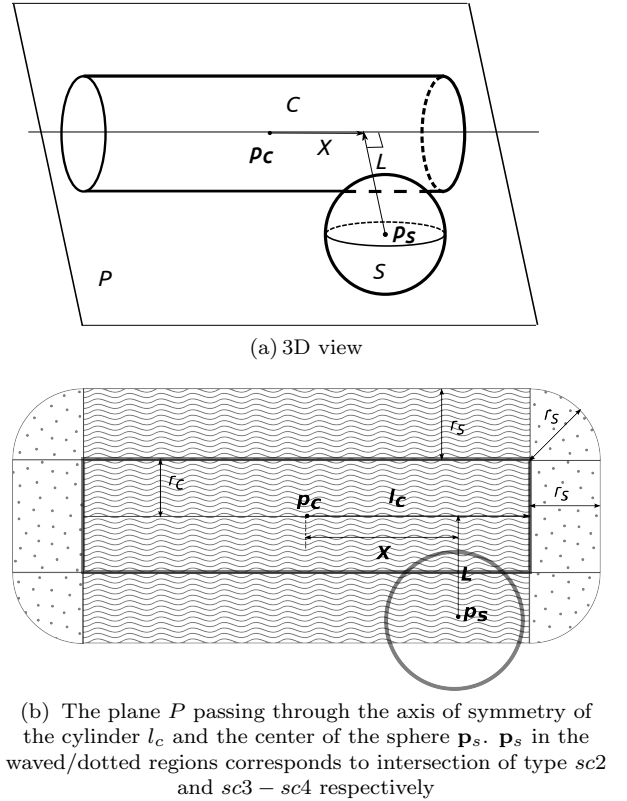 C
X
p_C
L
p_S
S
P
(a) 3D view
r_s
r_s
r_c
r_s
p_c
l_c
X
L
p_s
(b) The plane P passing through the axis of symmetry of
the cylinder l_c and the center of the sphere p_s. p_s in the
waved/dotted regions corresponds to intersection of type sc2
and sc3 − sc4 respectively